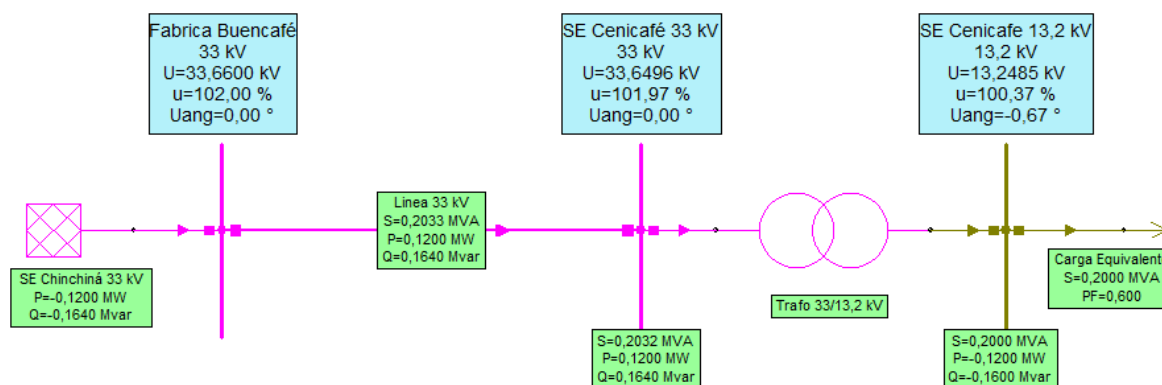 Fabrica Buencafé
33 kV
U=33,6600 kV
u=102,00 %
Uang=0,00 °
SE Cenicafé 33 kV
33 kV
U=33,6496 kV
u=101,97 %
Uang=0,00 °
SE Cenicafe 13,2 kV
13,2 kV
U=13,2485 kV
u=100,37 %
Uang=-0,67 °
Linea 33 kV
S=0,2033 MVA
P=0,1200 MW
Q=0,1640 Mvar
SE Chinchiná 33 kV
P=-0,1200 MW
Q=-0,1640 Mvar
Trafo 33/13,2 kV
Carga Equivalent
S=0,2000 MVA
PF=0,600
S=0,2032 MVA
P=0,1200 MW
Q=0,1640 Mvar
S=0,2000 MVA
P=-0,1200 MW
Q=-0,1600 Mvar